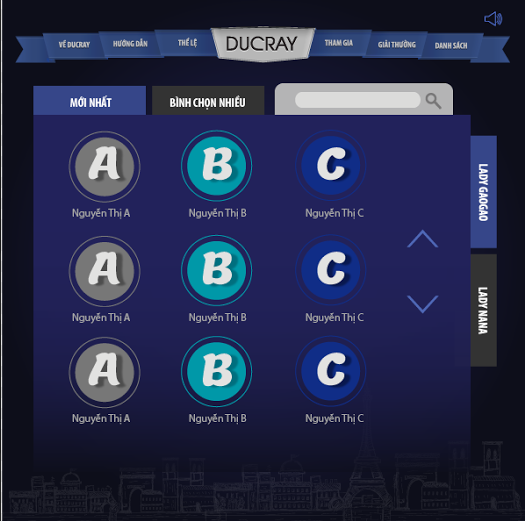 VỀ DUCRAY
HƯỚNG DẪN
THỂ LỆ
DUCRAY
THAM GIA
GIẢI THƯỞNG
DANH SÁCH
MỚI NHẤT
BÌNH CHỌN NHIỀU
A B C
Nguyễn Thị A Nguyễn Thị B Nguyễn Thị C
A B C
Nguyễn Thị A Nguyễn Thị B Nguyễn Thị C
A B C
Nguyễn Thị A Nguyễn Thị B Nguyễn Thị C
LADY GAOGAO
LADY NANA